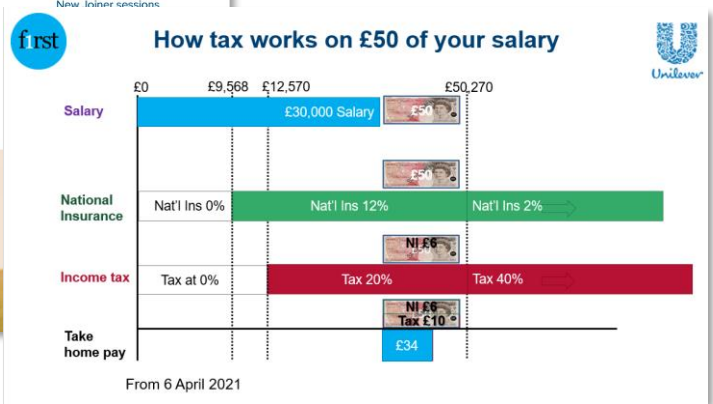 New Joiner sessions
f1rst
How tax works on £50 of your salary
Unilever
£0 £9,568 £12,570 £50,270
Salary
£30,000 Salary
£50
£50
National
Insurance
Nat'l Ins 0% Nat'l Ins 12% Nat'l Ins 2%
NI £6
Income tax
Tax at 0% Tax 20% Tax 40%
NI £6
Tax £10
Take
home pay
£34
From 6 April 2021